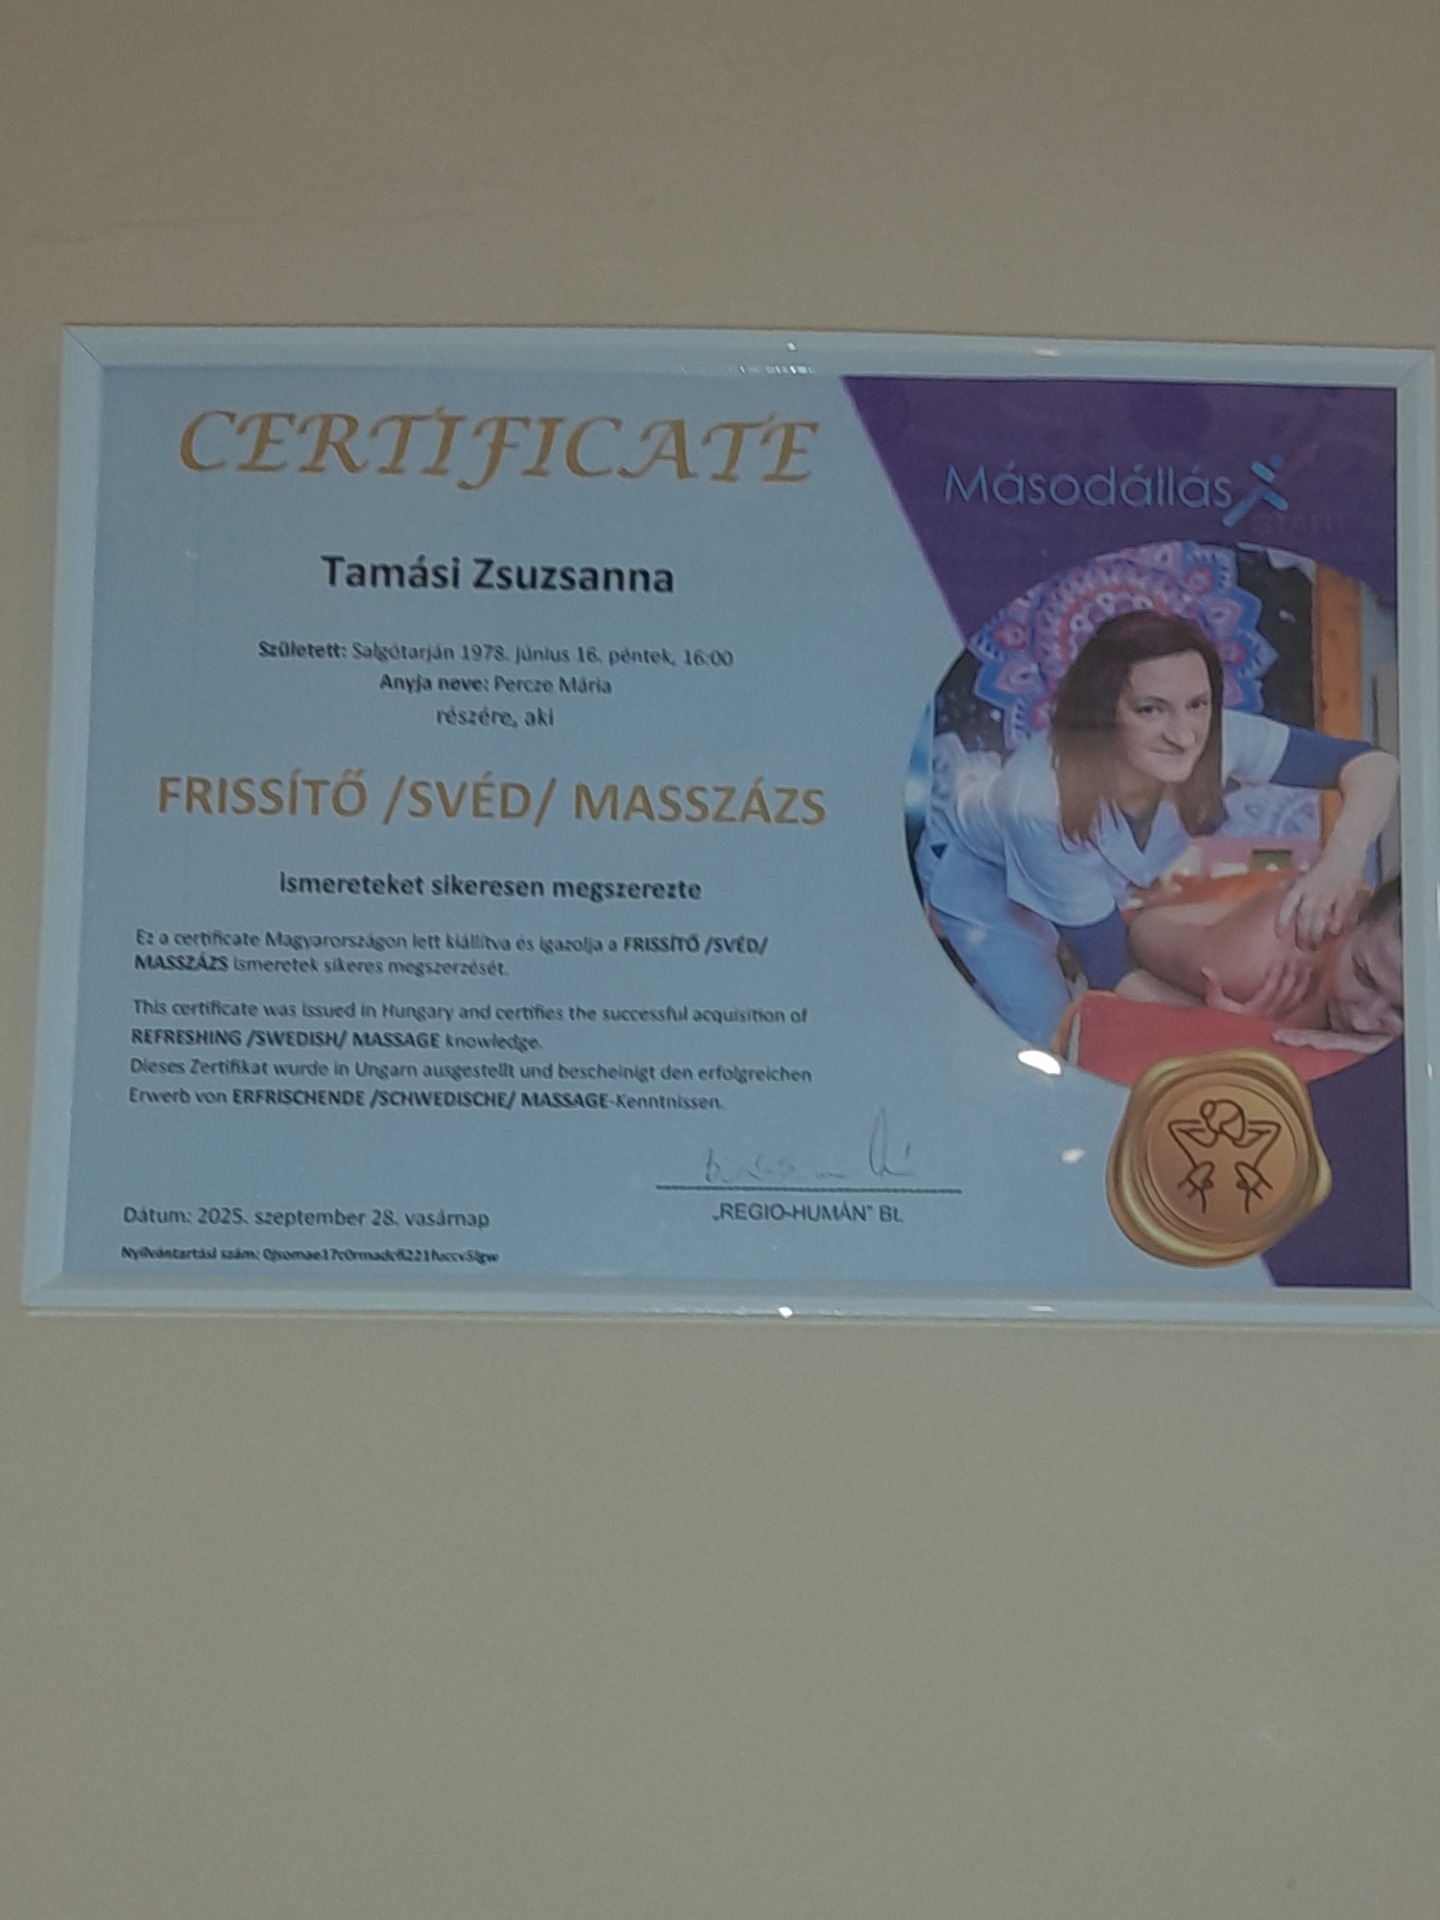 CERTIFICATE
Másodállás
Tamási Zsuzsanna
Született: Salgótarján 1978. június 16. péntek, 16:00
Anyja neve: Percze Mária
részére, aki
FRISSÍTŐ /SVÉD/ MASSZÁZS
ismereteket sikeresen megszerezte
Ez a certificate Magyarországon lett kiállítva és igazolja a FRISSÍTŐ /SVÉD/
MASSZÁZS ismeretek sikeres megszerzését.
This certificate was issued in Hungary and certifies the successful acquisition of
REFRESHING /SWEDISH/ MASSAGE knowledge.
Dieses Zertifikat wurde in Ungarn ausgestellt und bescheinigt den erfolgreichen
Erwerb von ERFRISCHENDE /SCHWEDISCHE/ MASSAGE-Kenntnissen.
„REGIO-HUMÁN" Bt.
Dátum: 2025. szeptember 28. vasárnap
Nyilvántartási szám: